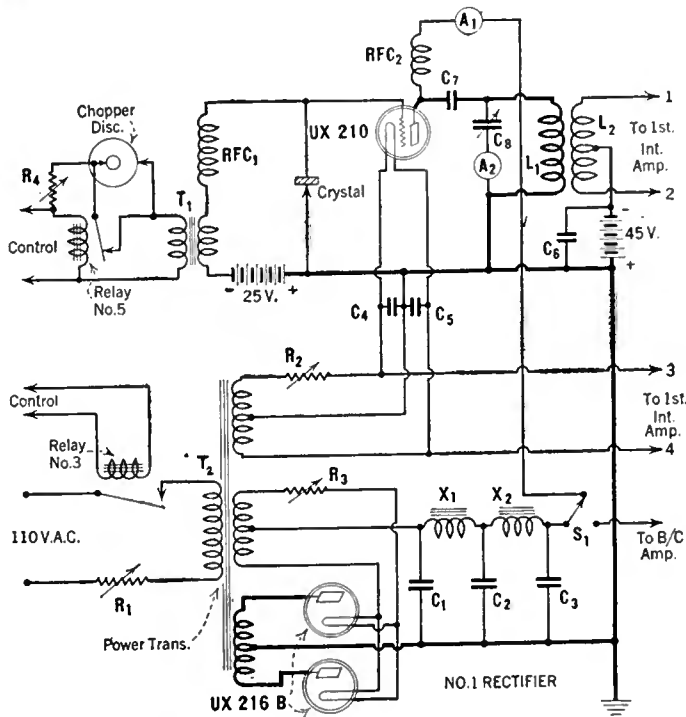 A1
RFC2
C7
Chopper
Disc.
UX 210
L2
1
To 1st.
Int.
Amp.
2
RFC1
C8
L1
A2
R4
T1
Crystal
Control
C6
-
45 V.
+
Relay
No.5
- 25 V. +
C4 C5
R2
3
Control
To 1st.
Int.
Amp.
4
Relay
No.3
T2
R3
X1 X2
S1
110 V. A.C.
To B/C
Amp.
R1
C1 C2 C3
Power Trans.
UX 216 B
NO.1 RECTIFIER